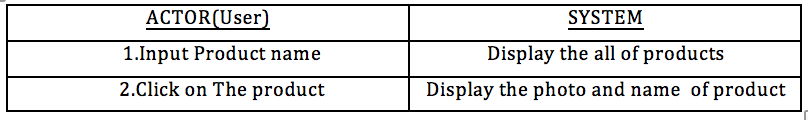 ACTOR(User) SYSTEM
1.Input Product name Display the all of products
2.Click on The product Display the photo and name of product